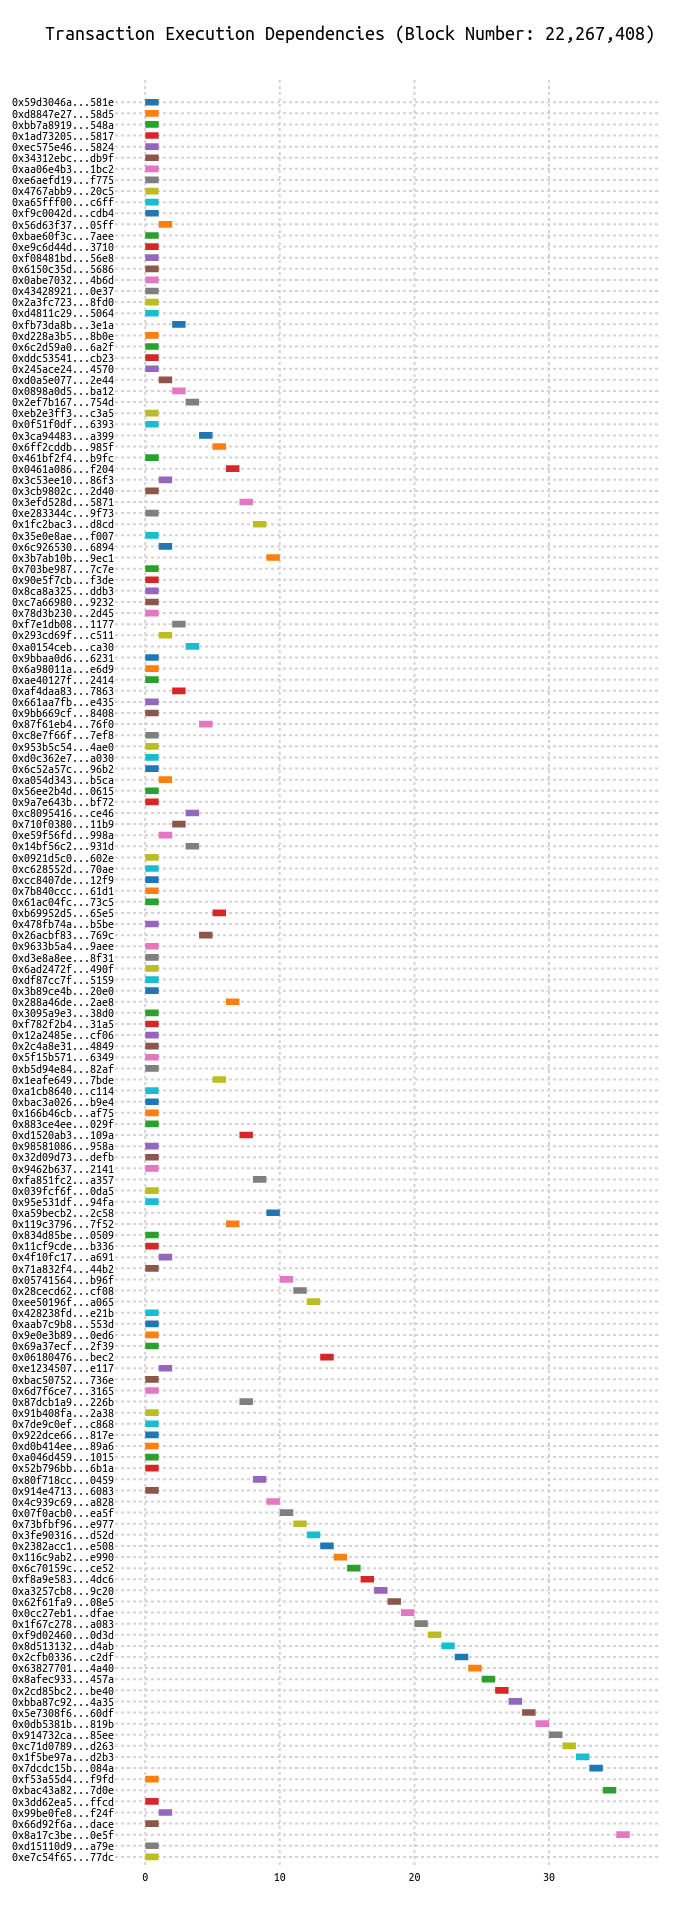 Transaction Execution Dependencies (Block Number: 22,267,408)
0x59d3046a...581e
0xd8847e27...58d5
0xbb7a8919...548a
0x1ad73205...5817
0xec575e46...5824
0x34312ebc...db9f
0xaa06e4b3...1bc2
0xe6aefd19...f775
0x4767abb9...20c5
0xa65fff00...c6ff
0xf9c0042d...cdb4
0x56d63f37...05ff
0xbae60f3c...7aee
0xe9c6d44d...3710
0xf08481bd...56e8
0x6150c35d...5686
0x0abe7032...4b6d
0x43428921...0e37
0x2a3fc723...8fd0
0xd4811c29...5064
0xfb73da8b...3e1a
0xd228a3b5...8b0e
0x6c2d59a0...6a2f
0xddc53541...cb23
0x245ace24...4570
0xd0a5e077...2e44
0x0898a0d5...ba12
0x2ef7b167...754d
0xeb2e3ff3...c3a5
0x0f51f0df...6393
0x3ca94483...a399
0x6ff2cddb...985f
0x461bf2f4...b9fc
0x0461a086...f204
0x3c53ee10...86f3
0x3cb9802c...2d40
0x3efd528d...5871
0xe283344c...9f73
0x1fc2bac3...d8cd
0x35e0e8ae...f007
0x6c926530...6894
0x3b7ab10b...9ec1
0x703be987...7c7e
0x90e5f7cb...f3de
0x8ca8a325...ddb3
0xc7a66980...9232
0x78d3b230...2d45
0xf7e1db08...1177
0x293cd69f...c511
0xa0154ceb...ca30
0x9bbaa0d6...6231
0x6a98011a...e6d9
0xae40127f...2414
0xaf4daa83...7863
0x661aa7fb...e435
0x9bb669cf...8408
0x87f61eb4...76f0
0xc8e7f66f...7ef8
0x953b5c54...4ae0
0xd0c362e7...a030
0x6c52a57c...96b2
0xa054d343...b5ca
0x56ee2b4d...0615
0x9a7e643b...bf72
0xc8095416...ce46
0x710f0380...11b9
0xe59f56fd...998a
0x14bf56c2...931d
0x0921d5c0...602e
0xc628552d...70ae
0xcc8407de...12f9
0x7b840ccc...61d1
0x61ac04fc...73c5
0xb69952d5...65e5
0x478fb74a...b5be
0x26acbf83...769c
0x9633b5a4...9aee
0xd3e8a8ee...8f31
0x6ad2472f...490f
0xdf87cc7f...5159
0x3b89ce4b...20e0
0x288a46de...2ae8
0x3095a9e3...38d0
0xf782f2b4...31a5
0x12a2485e...cf06
0x2c4a8e31...4849
0x5f15b571...6349
0xb5d94e84...82af
0x1eafe649...7bde
0xa1cb8640...c114
0xbac3a026...b9e4
0x166b46cb...af75
0x883ce4ee...029f
0xd1520ab3...109a
0x98581086...958a
0x32d09d73...defb
0x9462b637...2141
0xfa851fc2...a357
0x039fcf6f...0da5
0x95e531df...94fa
0xa59becb2...2c58
0x119c3796...7f52
0x834d85be...0509
0x11cf9cde...b336
0x4f10fc17...a691
0x71a832f4...44b2
0x05741564...b96f
0x28cecd62...cf08
0xee50196f...a065
0x428238fd...e21b
0xaab7c9b8...553d
0x9e0e3b89...0ed6
0x69a37ecf...2f39
0x06180476...bec2
0xe1234507...e117
0xbac50752...736e
0x6d7f6ce7...3165
0x87dcb1a9...226b
0x91b408fa...2a38
0x7de9c0ef...c868
0x922dce66...817e
0xd0b414ee...89a6
0xa046d459...1015
0x52b796bb...6b1a
0x80f718cc...0459
0x914e4713...6083
0x4c939c69...a828
0x07f0acb0...ea5f
0x73bfbf96...e977
0x3fe90316...d52d
0x2382acc1...e508
0x116c9ab2...e990
0x6c70159c...ce52
0xf8a9e583...4dc6
0xa3257cb8...9c20
0x62f61fa9...08e5
0x0cc27eb1...dfae
0x1f67c278...a083
0xf9d02460...0d3d
0x8d513132...d4ab
0x2cfb0336...c2df
0x63827701...4a40
0x8afec933...457a
0x2cd85bc2...be40
0xbba87c92...4a35
0x5e7308f6...60df
0x0db5381b...819b
0x914732ca...85ee
0xc71d0789...d263
0x1f5be97a...d2b3
0x7dcdc15b...084a
0xf53a55d4...f9fd
0xbac43a82...7d0e
0x3dd62ea5...ffcd
0x99be0fe8...f24f
0x66d92f6a...dace
0x8a17c3be...0e5f
0xd15110d9...a79e
0xe7c54f65...77dc
0 10 20 30